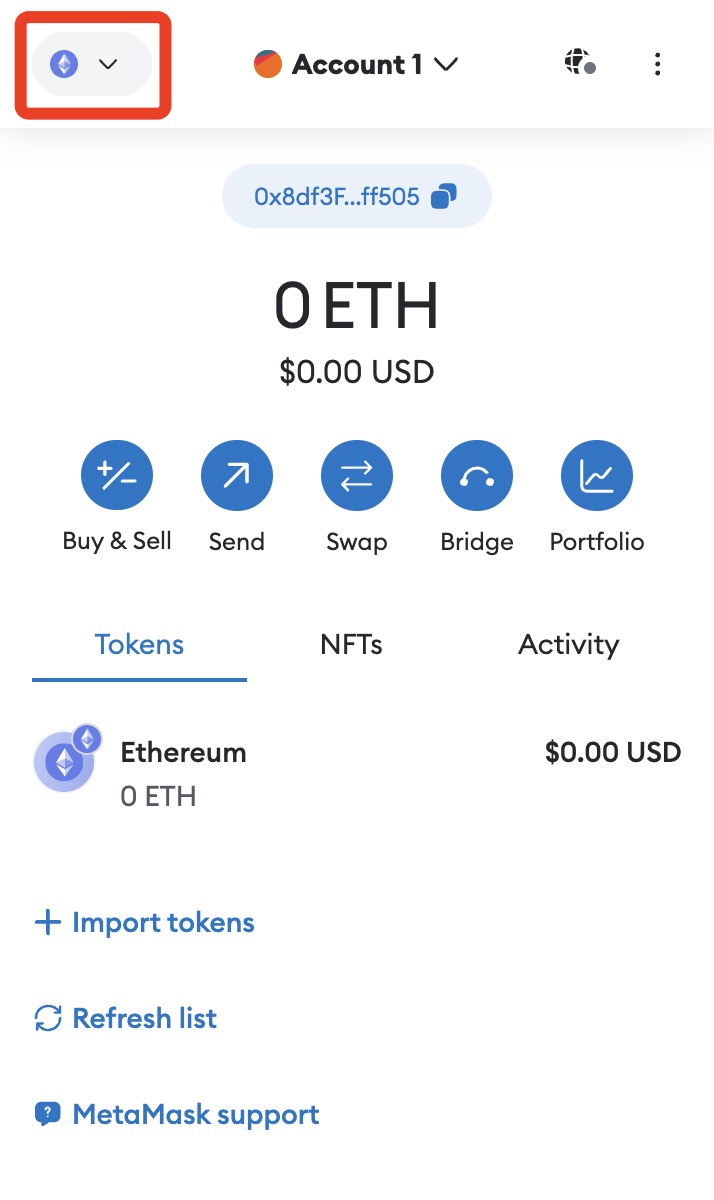 Account 1
0x8df3F...ff505
0 ETH
$0.00 USD
Buy & Sell Send Swap Bridge Portfolio
Tokens NFTs Activity
Ethereum $0.00 USD
0 ETH
Import tokens
Refresh list
MetaMask support